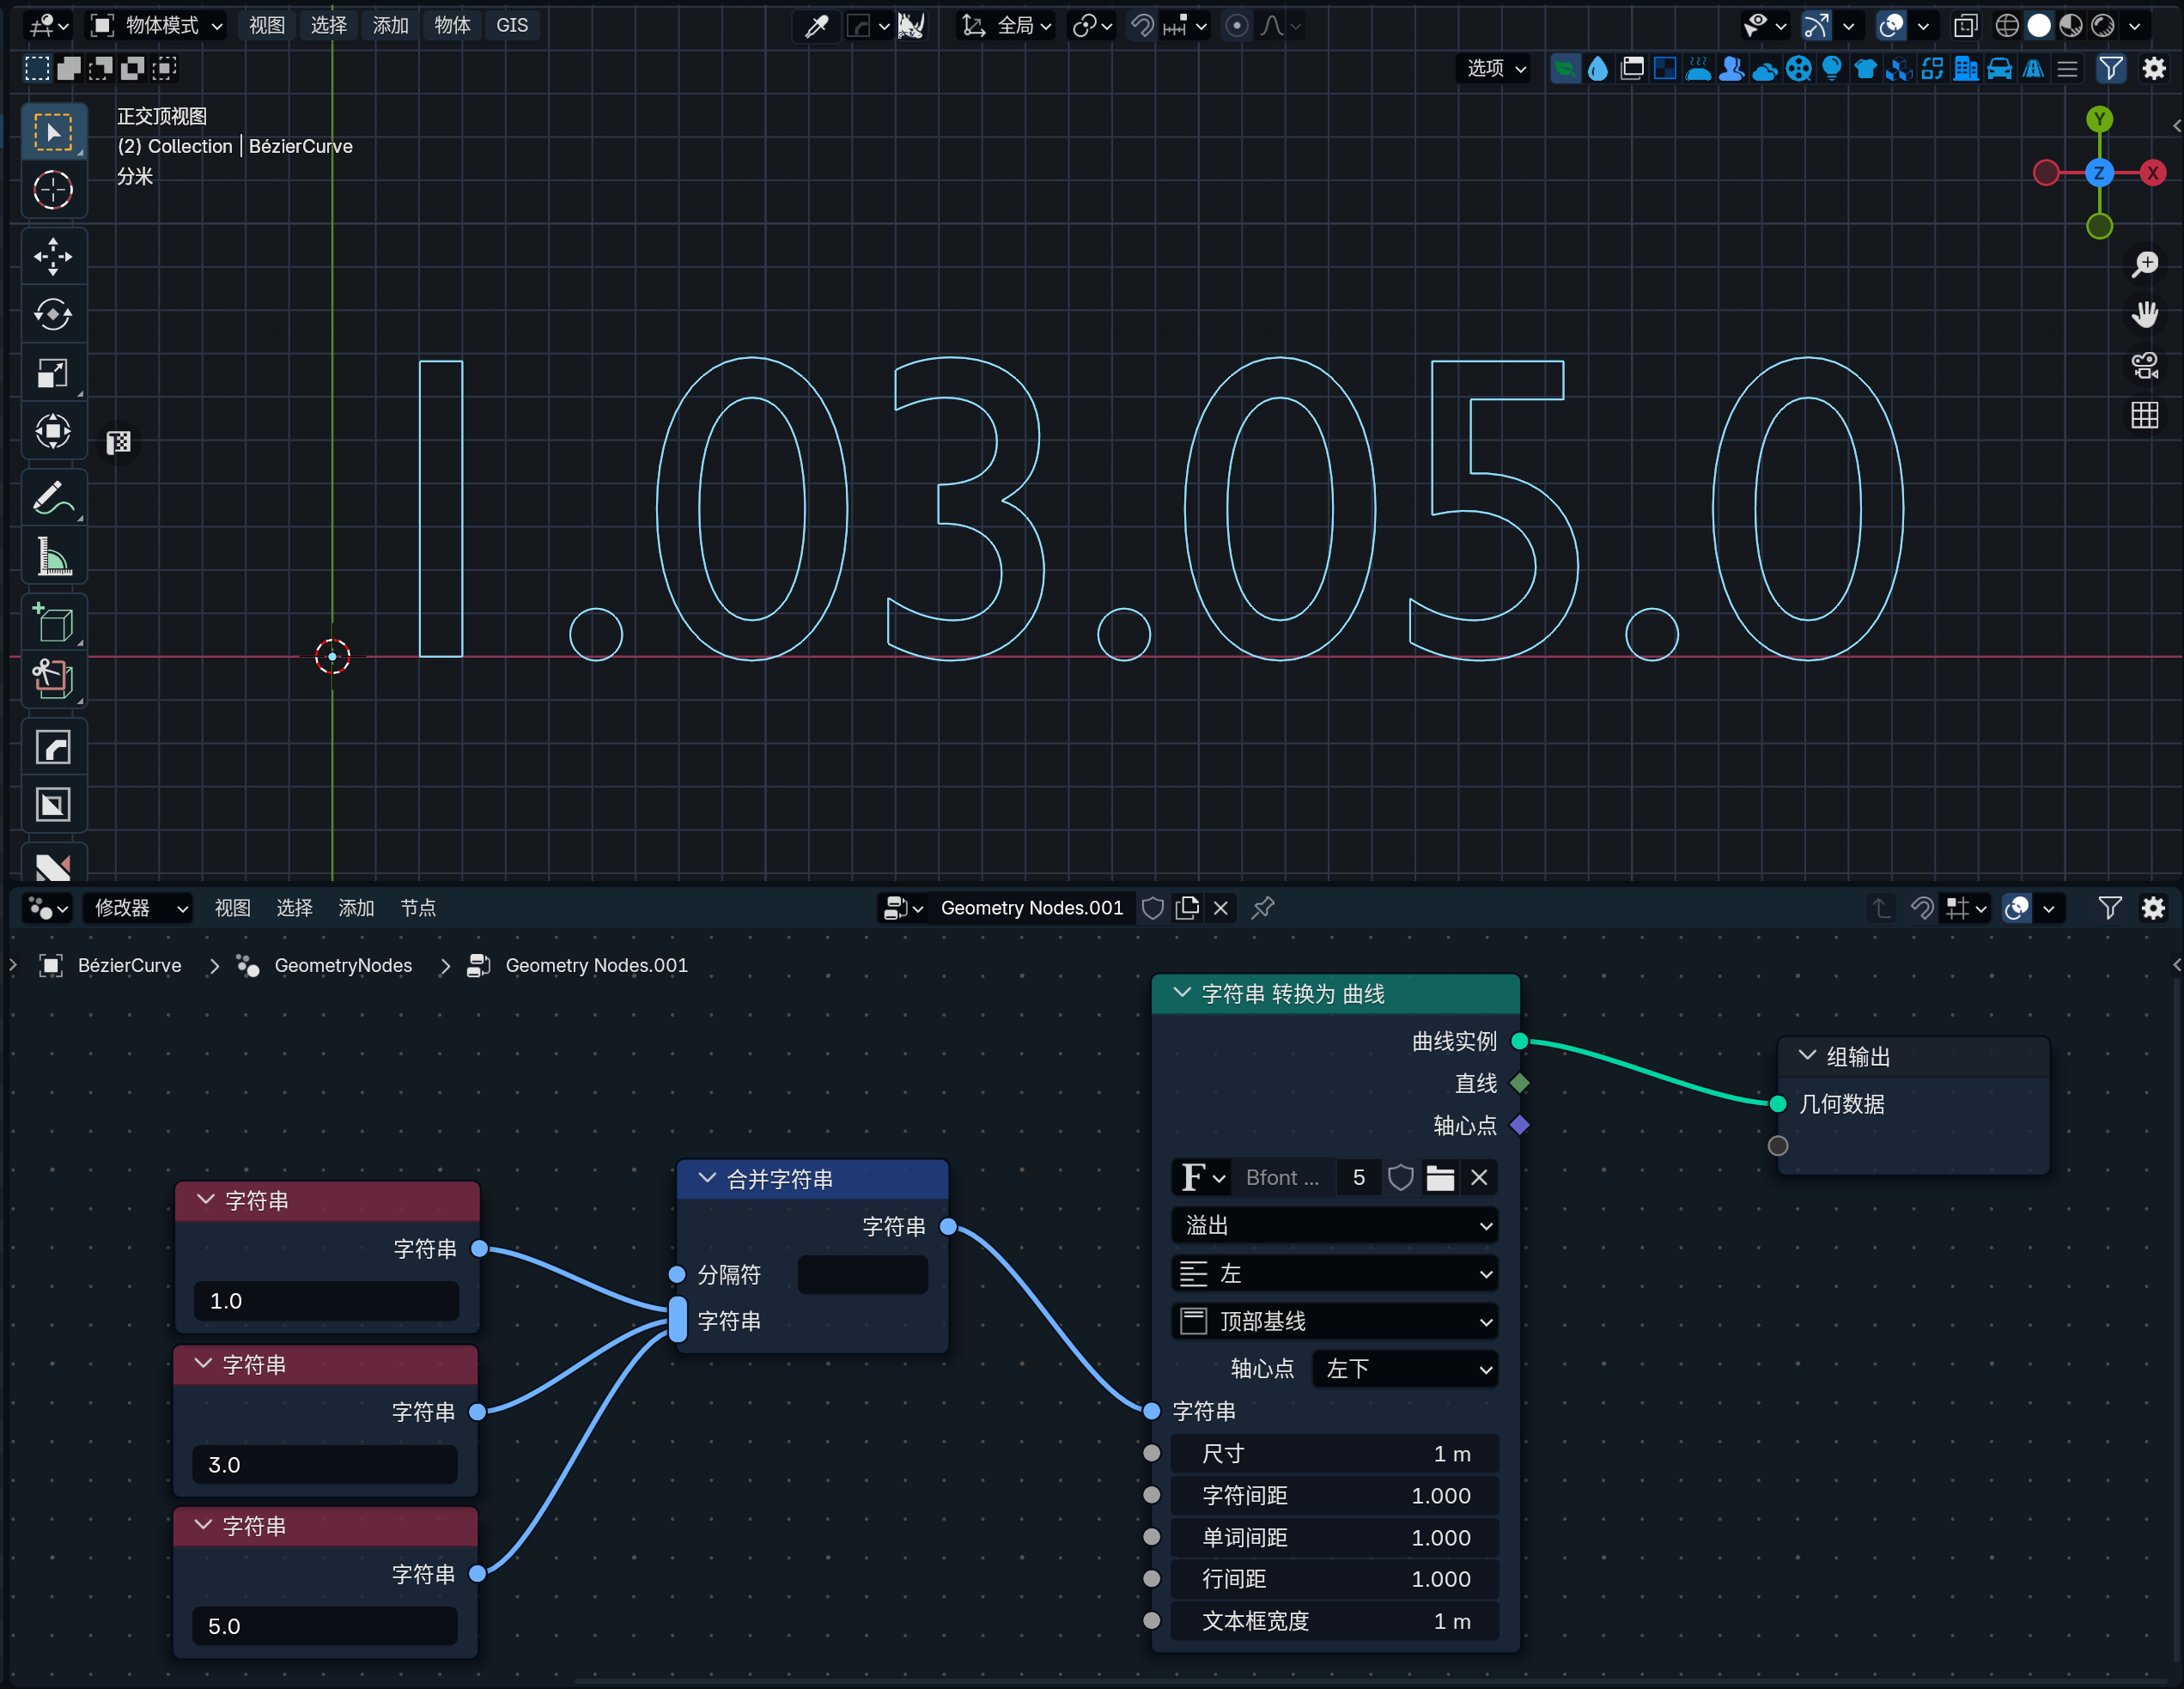 物体模式 视图 选择 添加 物体 GIS 全局
选项
正交顶视图
(2) Collection | BézierCurve
分米
Y
Z X
1.03.05.0
修改器 视图 选择 添加 节点 Geometry Nodes.001
BézierCurve > GeometryNodes > Geometry Nodes.001
字符串 转换为 曲线
曲线实例
直线
轴心点
F Bfont ... 5
溢出
左
顶部基线
轴心点 左下
字符串
尺寸 1 m
字符间距 1.000
单词间距 1.000
行间距 1.000
文本框宽度 1 m
组输出
几何数据
合并字符串
字符串
分隔符
字符串
字符串
字符串
1.0
字符串
字符串
3.0
字符串
字符串
5.0